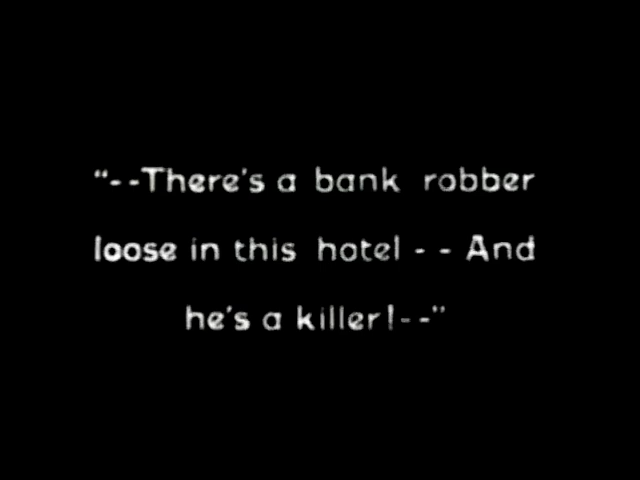 "--There's a bank robber
loose in this hotel -- And
he's a killer!--"